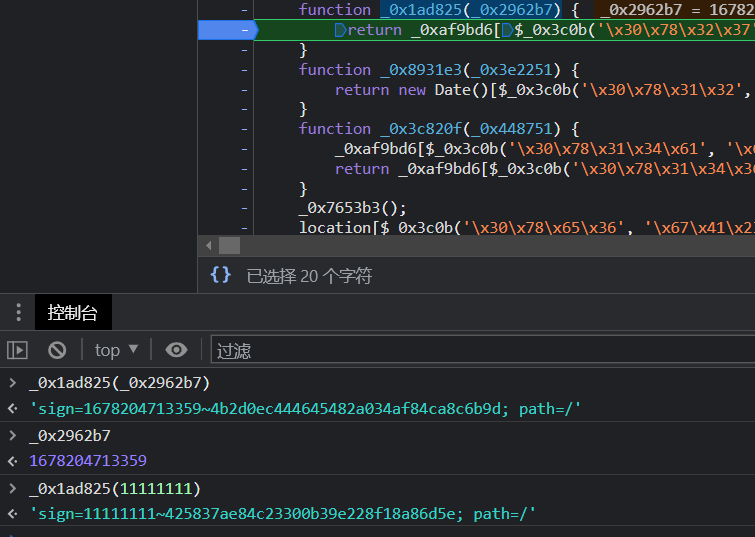 function _0x1ad825(_0x2962b7) { _0x2962b7 = 16782
return _0xaf9bd6[$_0x3c0b('\x30\x78\x32\x37'
}
function _0x8931e3(_0x3e2251) {
return new Date()[$_0x3c0b('\x30\x78\x31\x32',
}
function _0x3c820f(_0x448751) {
_0xaf9bd6[$_0x3c0b('\x30\x78\x31\x34\x61', '\x6
return _0xaf9bd6[$_0x3c0b('\x30\x78\x31\x34\x36
}
_0x7653b3();
location[$_0x3c0b('\x30\x78\x65\x36', '\x67\x41\x21
{} 已选择 20 个字符
控制台
top
过滤
> _0x1ad825(_0x2962b7)
'sign=1678204713359~4b2d0ec444645482a034af84ca8c6b9d; path=/'
> _0x2962b7
1678204713359
> _0x1ad825(11111111)
'sign=11111111~425837ae84c23300b39e228f18a86d5e; path=/'